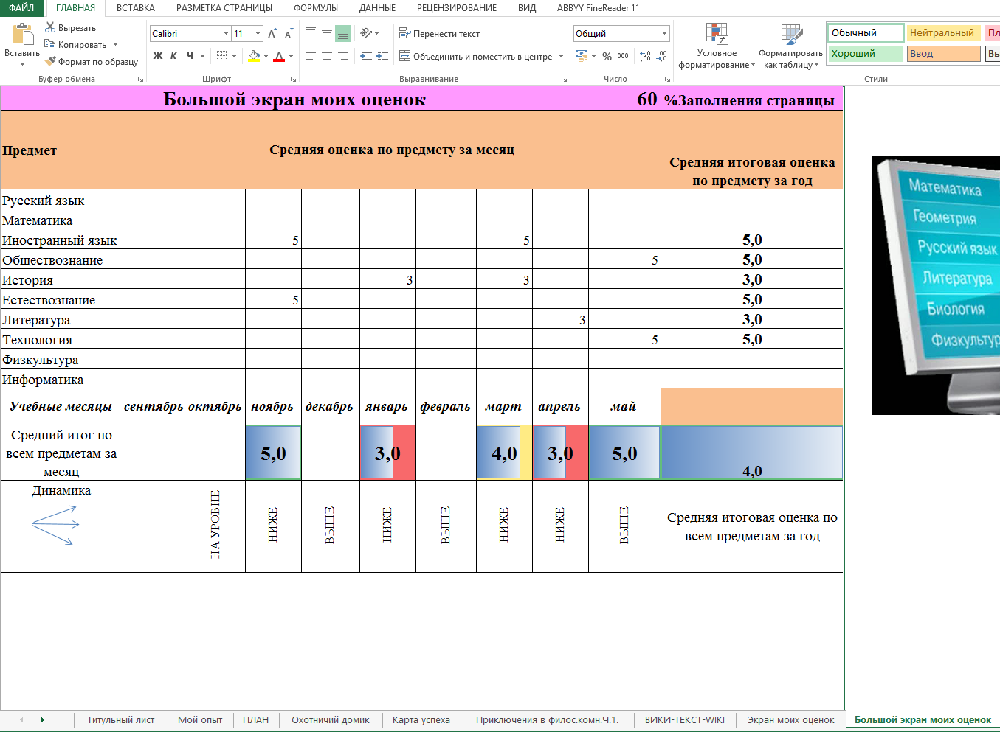 ФАЙЛ ГЛАВНАЯ ВСТАВКА РАЗМЕТКА СТРАНИЦЫ ФОРМУЛЫ ДАННЫЕ РЕЦЕНЗИРОВАНИЕ ВИД ABBYY FineReader 11
Вставить
Вырезать
Копировать
Формат по образцу
Буфер обмена
Calibri 11
Ж К Ч
Шрифт
Перенести текст
Объединить и поместить в центре
Выравнивание
Общий
% 000
Число
Условное форматирование
Форматировать как таблицу
Обычный Нейтральный Пл
Хороший Ввод Вы
Стили
Большой экран моих оценок 60 %Заполнения страницы
Предмет Средняя оценка по предмету за месяц Средняя итоговая оценка
по предмету за год
Русский язык
Математика
Иностранный язык 5 5 5,0
Обществознание 5 5,0
История 3 3 3,0
Естествознание 5 5,0
Литература 3 3,0
Технология 5 5,0
Физкультура
Информатика
Учебные месяцы сентябрь октябрь ноябрь декабрь январь февраль март апрель май
Средний итог по
всем предметам за
месяц
5,0 3,0 4,0 3,0 5,0 4,0
Динамика
НА УРОВНЕ НИЖЕ ВЫШЕ НИЖЕ ВЫШЕ НИЖЕ НИЖЕ ВЫШЕ
Средняя итоговая оценка по
всем предметам за год
Математика
Геометрия
Русский язык
Литература
Биология
Физкультур
Титульный лист Мой опыт ПЛАН Охотничий домик Карта успеха Приключения в филос.комн.Ч.1. ВИКИ-ТЕКСТ-WIKI Экран моих оценок Большой экран моих оценок